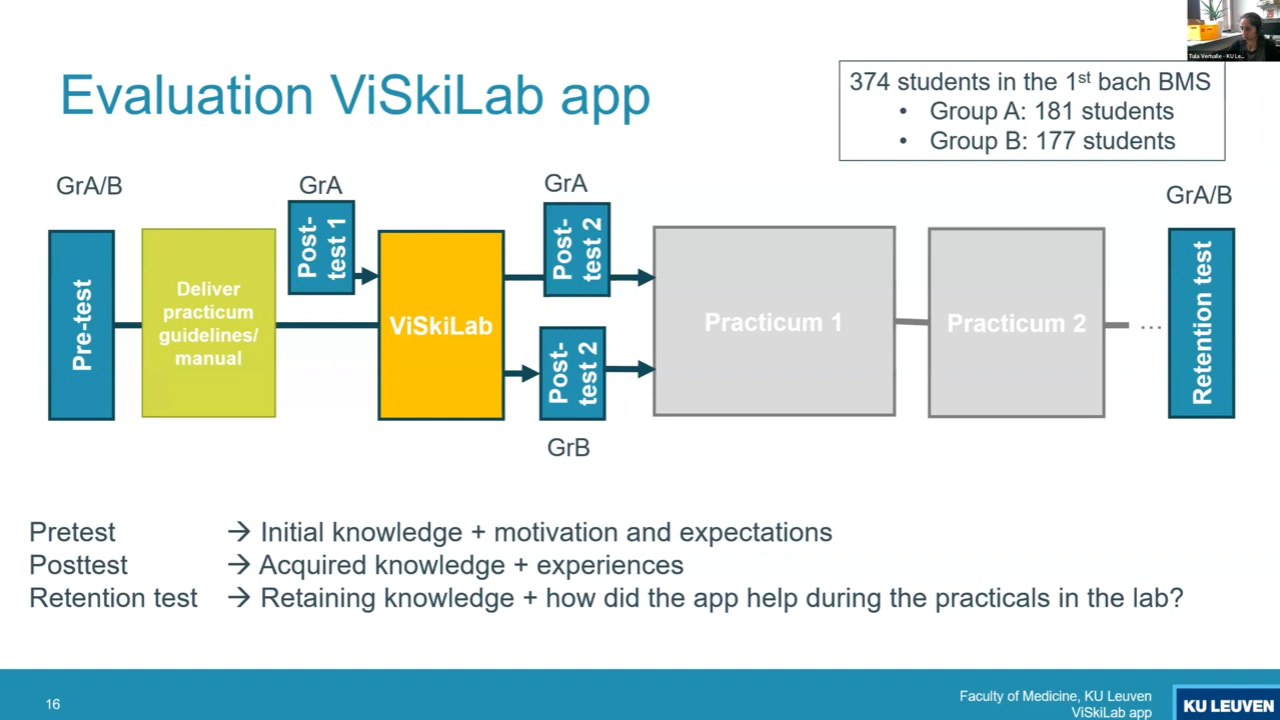 Tula Verhalle - KU Le...
Evaluation ViSkiLab app
374 students in the 1st bach BMS
• Group A: 181 students
• Group B: 177 students
GrA/B
GrA
GrA
GrA/B
Pre-test
Deliver
practicum
guidelines/
manual
Post-
test 1
ViSkiLab
Post-
test 2
Post-
test 2
GrB
Practicum 1
Practicum 2
...
Retention test
Pretest → Initial knowledge + motivation and expectations
Posttest → Acquired knowledge + experiences
Retention test → Retaining knowledge + how did the app help during the practicals in the lab?
16
Faculty of Medicine, KU Leuven
ViSkiLab app
KU LEUVEN